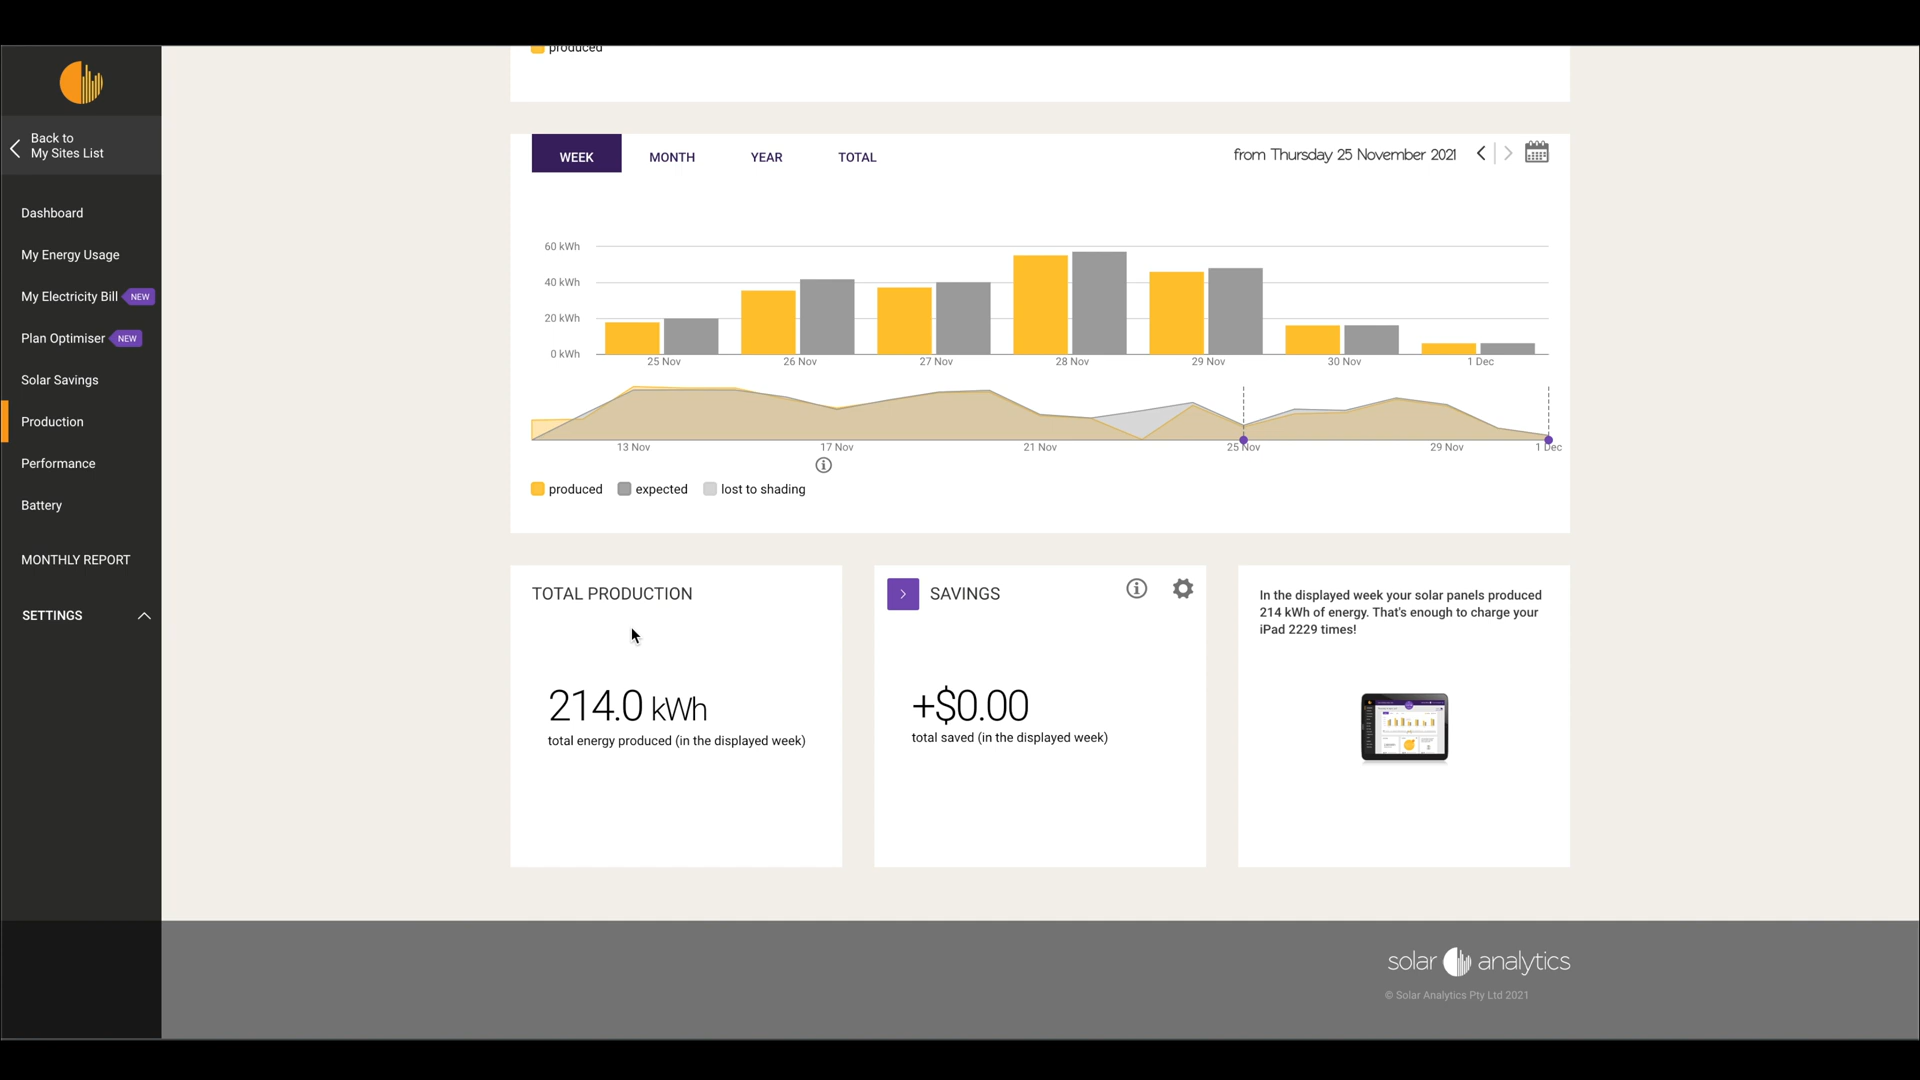 produced
Back to
My Sites List
Dashboard
My Energy Usage
My Electricity Bill NEW
Plan Optimiser NEW
Solar Savings
Production
Performance
Battery
MONTHLY REPORT
SETTINGS
WEEK MONTH YEAR TOTAL from Thursday 25 November 2021
60 kWh
40 kWh
20 kWh
0 kWh
25 Nov 26 Nov 27 Nov 28 Nov 29 Nov 30 Nov 1 Dec
13 Nov 17 Nov 21 Nov 25 Nov 29 Nov 1 Dec
produced expected lost to shading
TOTAL PRODUCTION
214.0 kWh
total energy produced (in the displayed week)
SAVINGS
+$0.00
total saved (in the displayed week)
In the displayed week your solar panels produced
214 kWh of energy. That's enough to charge your
iPad 2229 times!
solar analytics
© Solar Analytics Pty Ltd 2021